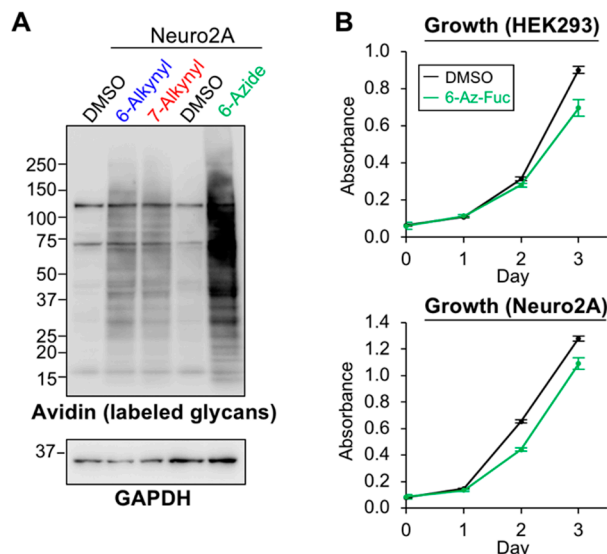 A
Neuro2A
DMSO
6-Alkynyl
7-Alkynyl
DMSO
6-Azide
250
150
100
75
50
37
25
20
15
Avidin (labeled glycans)
37
GAPDH
B
Growth (HEK293)
DMSO
6-Az-Fuc
Absorbance
1.0
0.8
0.6
0.4
0.2
0.0
0 1 2 3
Day
Growth (Neuro2A)
Absorbance
1.4
1.2
1.0
0.8
0.6
0.4
0.2
0.0
0 1 2 3
Day